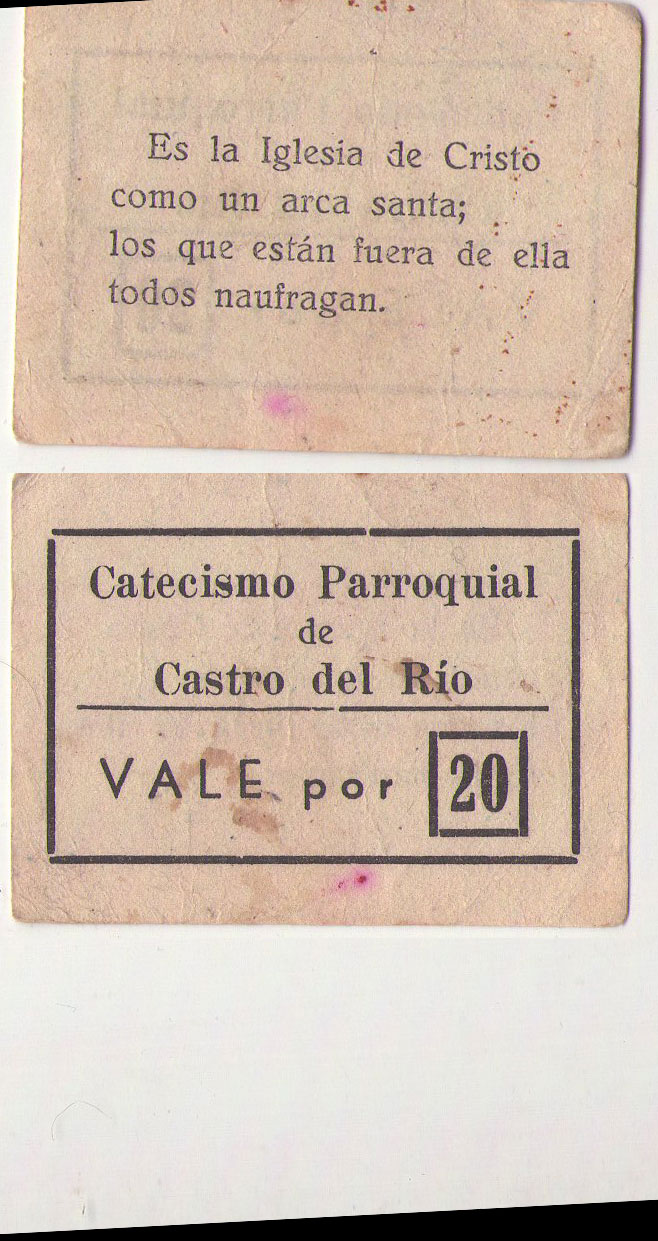 Es la Iglesia de Cristo
como un arca santa;
los que están fuera de ella
todos naufragan.
Catecismo Parroquial
de
Castro del Río
VALE por 20